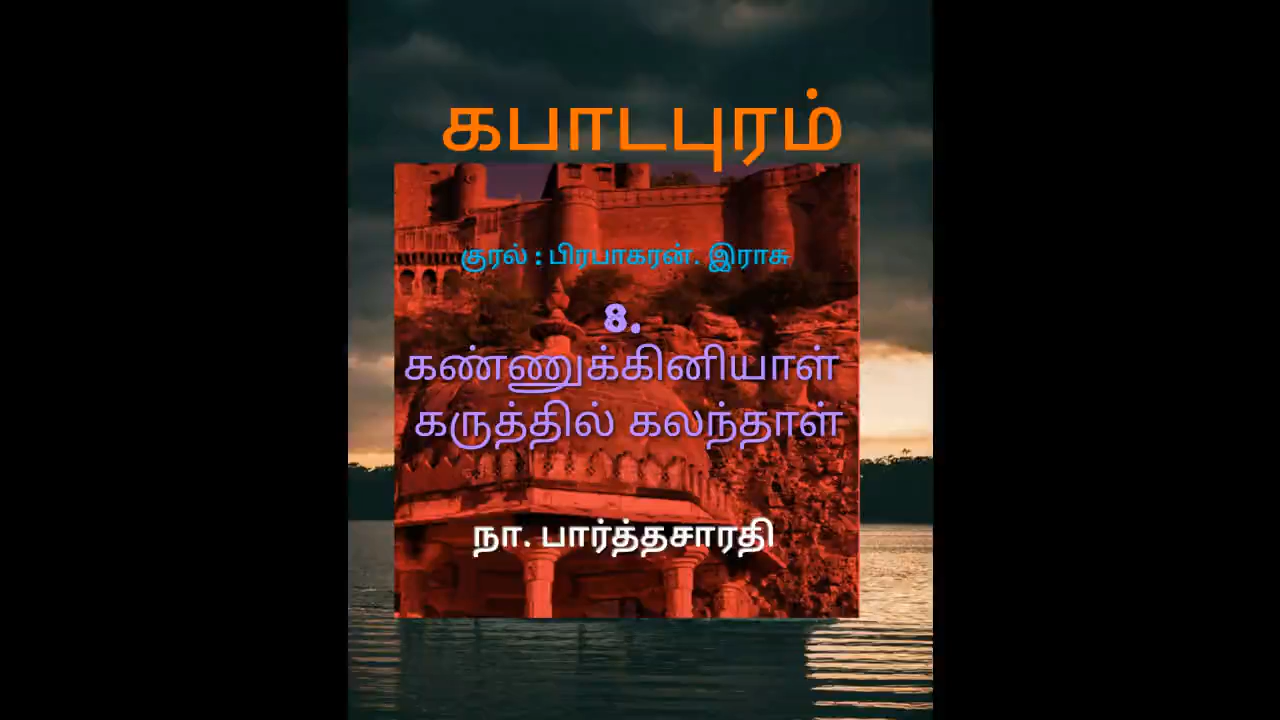 கபாடபுரம்
குரல் : பிரபாகரன். இராசு
8.
கண்ணுக்கினியாள்
கருத்தில் கலந்தாள்
நா. பார்த்தசாரதி